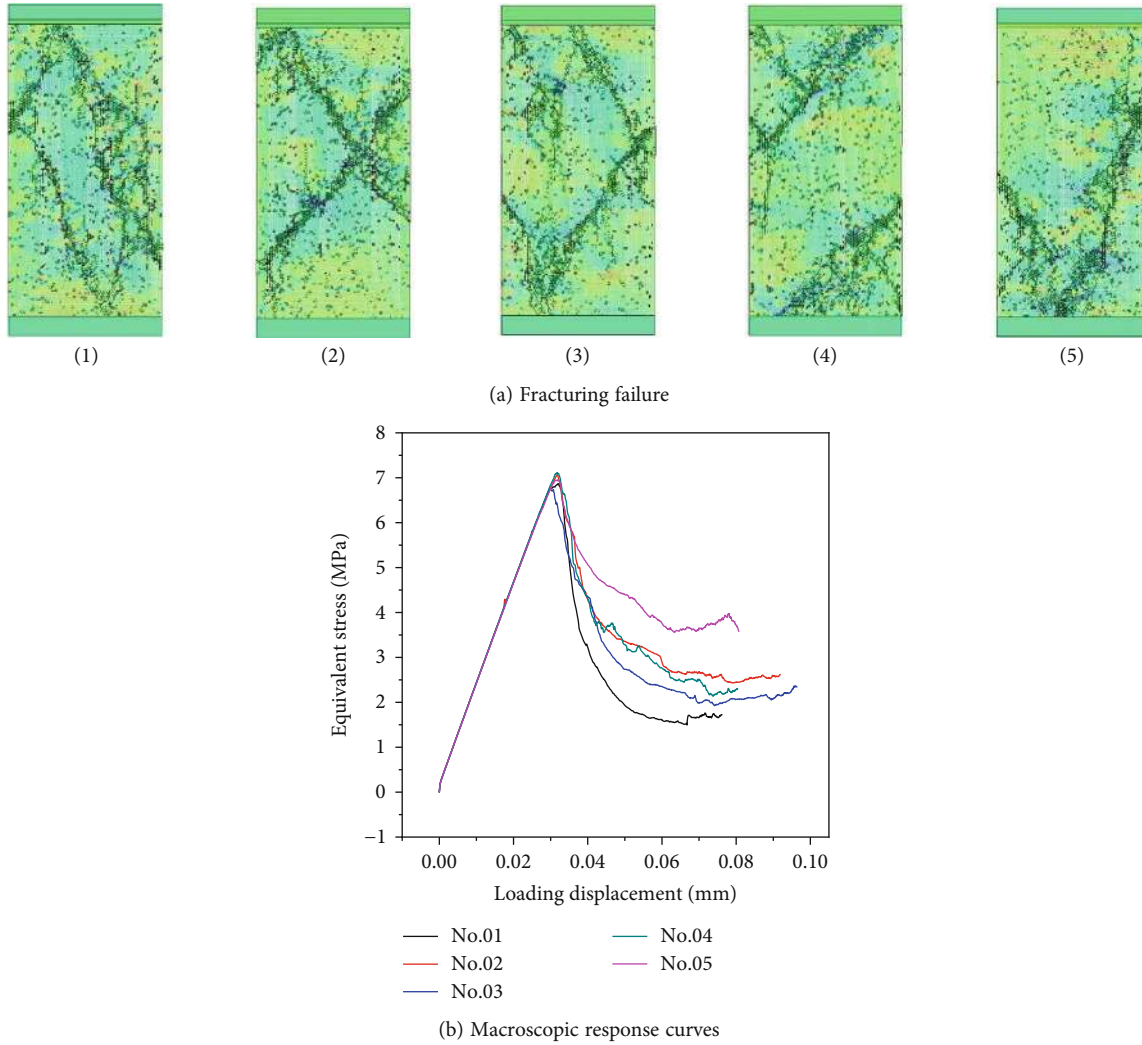 (1) (2) (3) (4) (5)
(a) Fracturing failure
8
7
6
5
4
3
2
1
0
−1
Equivalent stress (MPa)
0.00 0.02 0.04 0.06 0.08 0.10
Loading displacement (mm)
No.01 No.04
No.02 No.05
No.03
(b) Macroscopic response curves